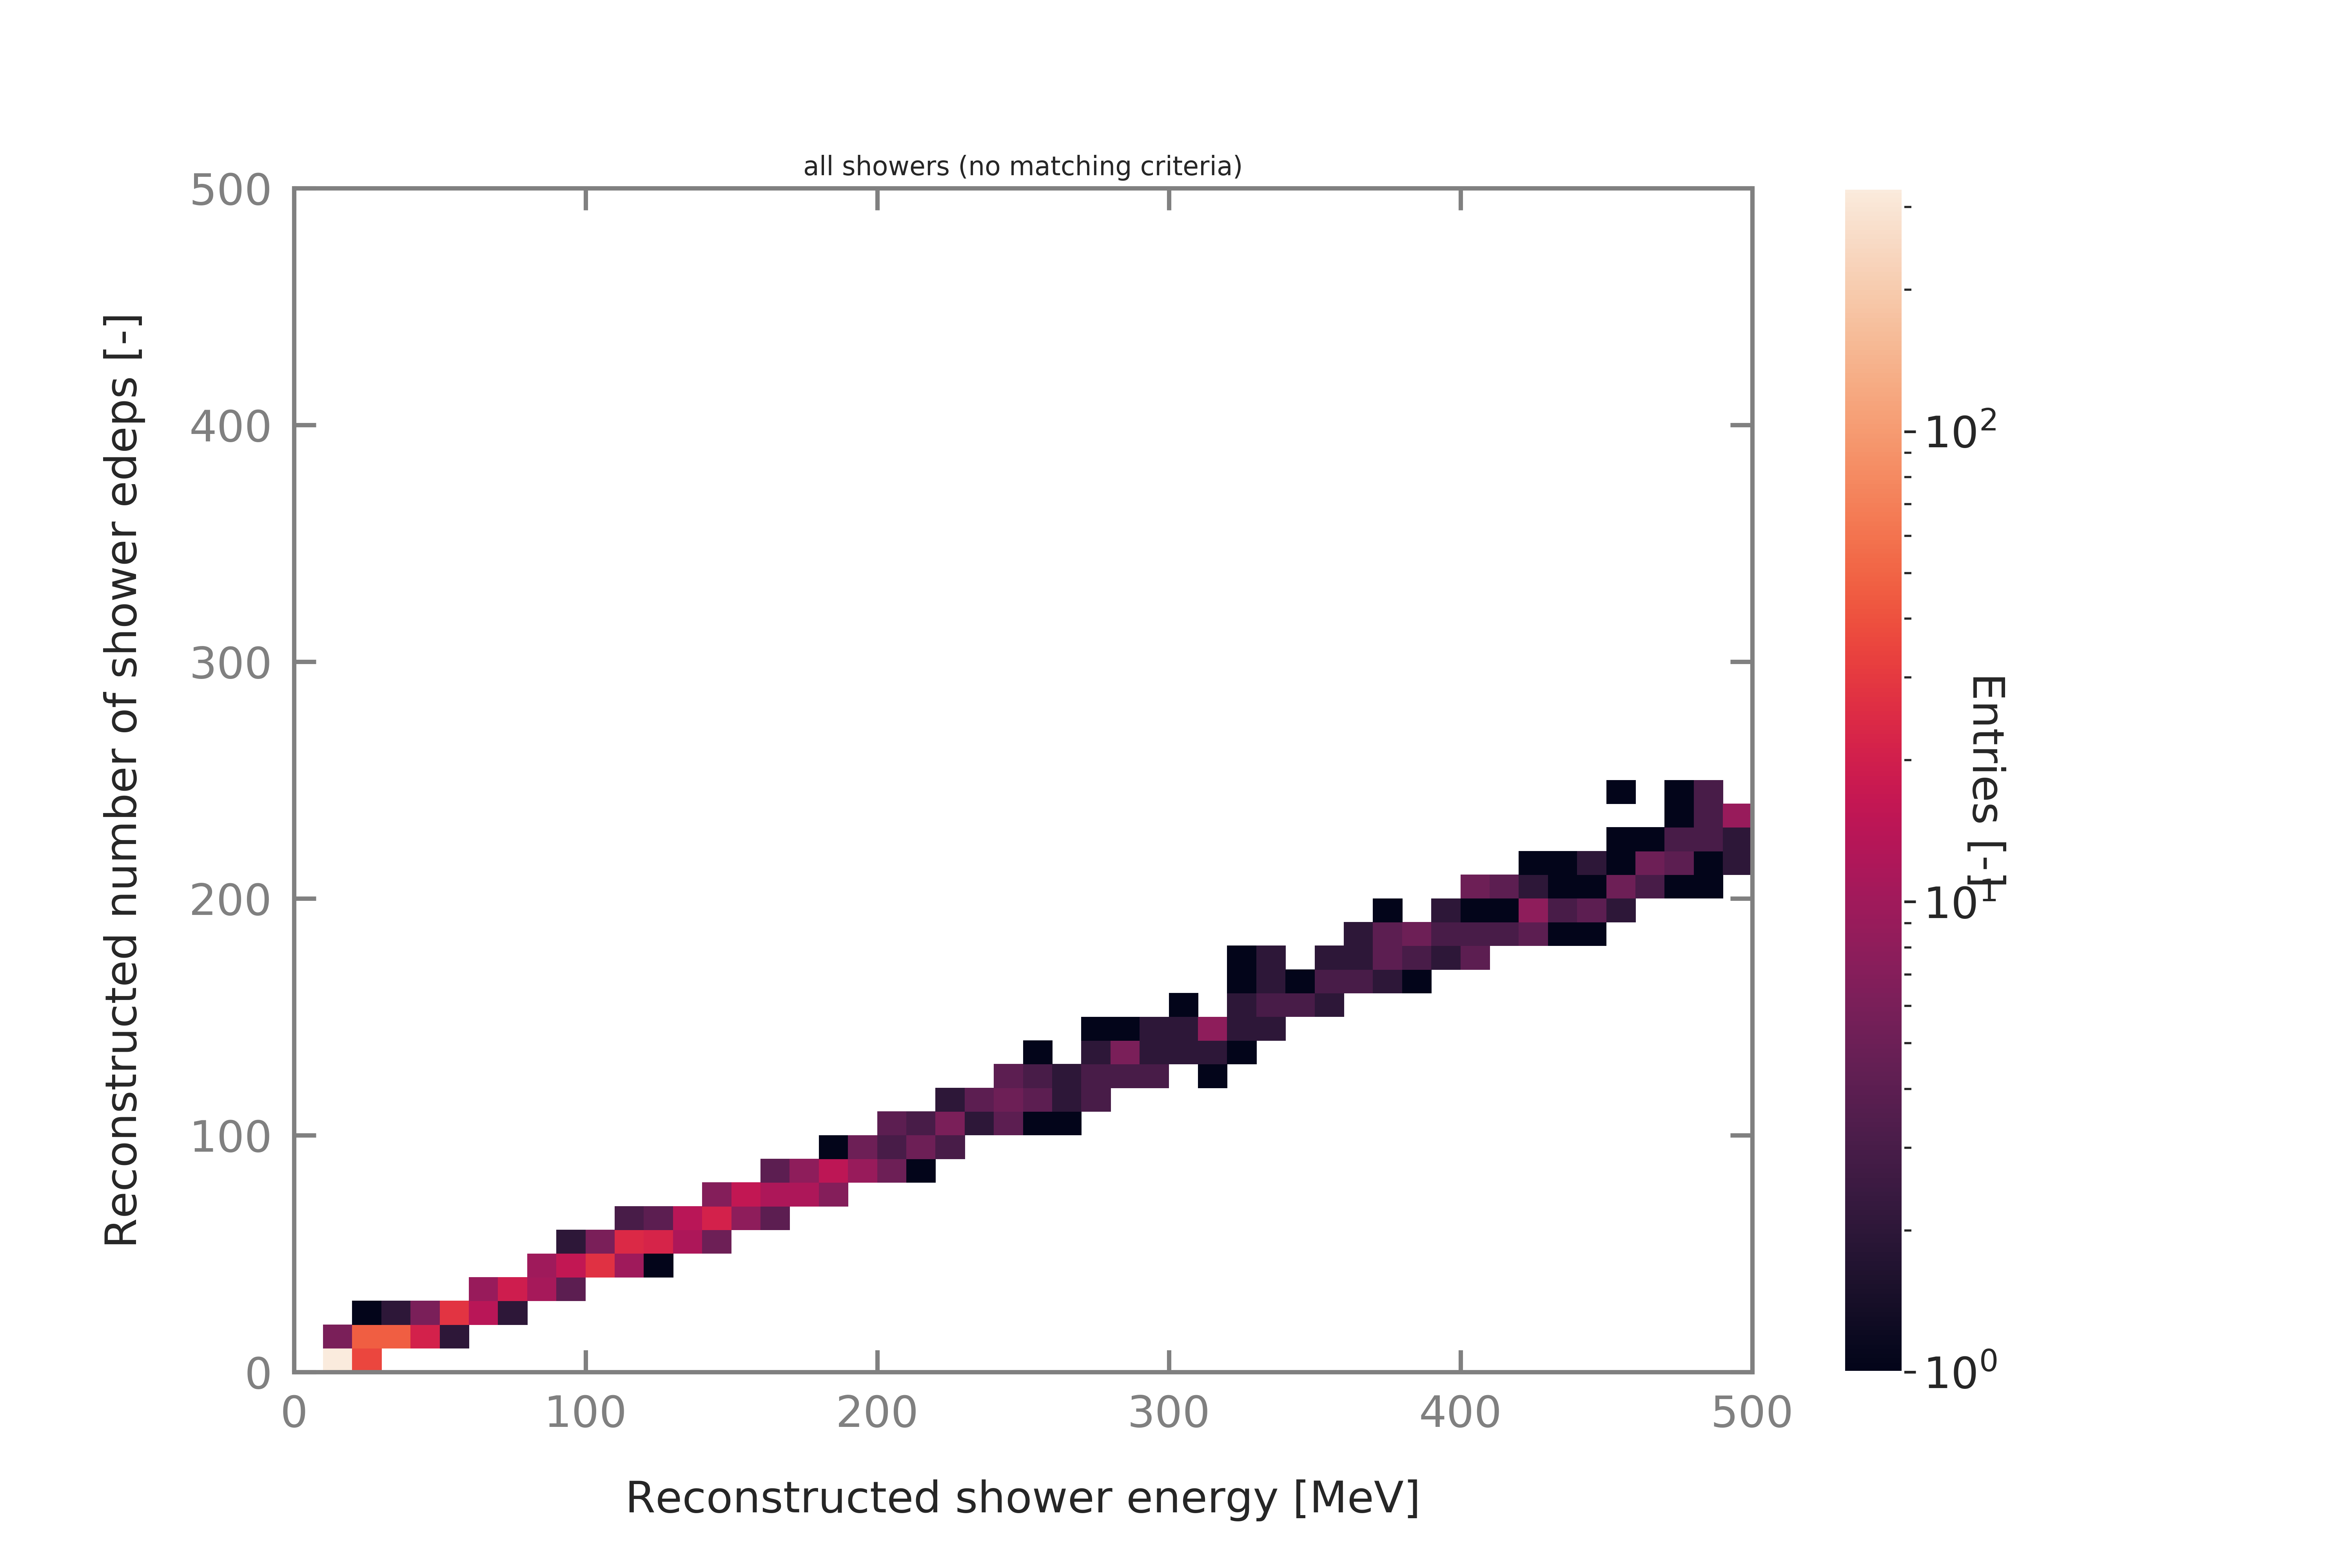 all showers (no matching criteria)
500
400
300
200
100
0
0 100 200 300 400 500
Reconstructed number of shower edeps [-]
Reconstructed shower energy [MeV]
10²
10¹
10⁰
Entries [-]